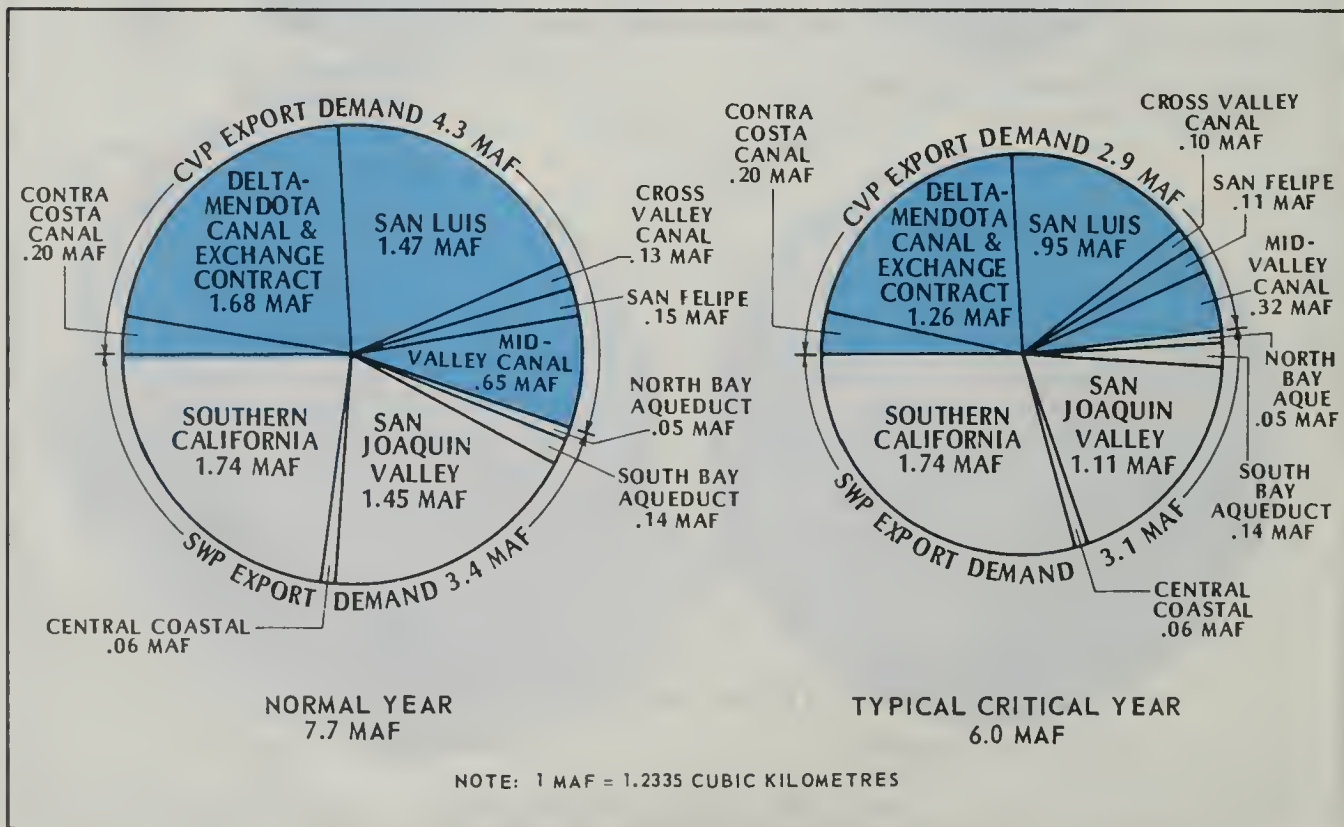 CVP EXPORT DEMAND 4.3 MAF
CONTRA
COSTA
CANAL
.20 MAF
DELTA-
MENDOTA
CANAL &
EXCHANGE
CONTRACT
1.68 MAF
SAN LUIS
1.47 MAF
CROSS
VALLEY
CANAL
.13 MAF
SAN FELIPE
.15 MAF
MID-
VALLEY CANAL
.65 MAF
NORTH BAY
AQUEDUCT
.05 MAF
SOUTH BAY
AQUEDUCT
.14 MAF
SAN
JOAQUIN
VALLEY
1.45 MAF
SOUTHERN
CALIFORNIA
1.74 MAF
SWP EXPORT DEMAND 3.4 MAF
CENTRAL COASTAL
.06 MAF
NORMAL YEAR
7.7 MAF
CVP EXPORT DEMAND 2.9 MAF
CONTRA
COSTA
CANAL
.20 MAF
DELTA-
MENDOTA
CANAL &
EXCHANGE
CONTRACT
1.26 MAF
SAN LUIS
.95 MAF
CROSS VALLEY
CANAL
.10 MAF
SAN FELIPE
.11 MAF
MID-
VALLEY
CANAL
.32 MAF
NORTH
BAY
AQUE
.05 MAF
SOUTH
BAY
AQUEDUCT
.14 MAF
SAN
JOAQUIN
VALLEY
1.11 MAF
SOUTHERN
CALIFORNIA
1.74 MAF
SWP EXPORT DEMAND 3.1 MAF
CENTRAL
COASTAL
.06 MAF
TYPICAL CRITICAL YEAR
6.0 MAF
NOTE: 1 MAF = 1.2335 CUBIC KILOMETRES